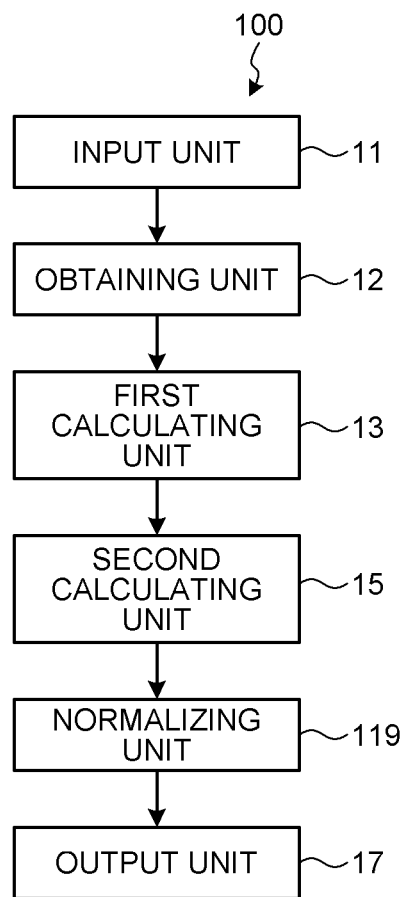 100
INPUT UNIT 11
OBTAINING UNIT 12
FIRST
CALCULATING
UNIT 13
SECOND
CALCULATING
UNIT 15
NORMALIZING
UNIT 119
OUTPUT UNIT 17